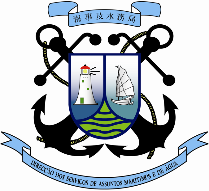 海事及水務局
DIRECÇÃO DOS SERVIÇOS DE ASSUNTOS MARÍTIMOS E DE ÁGUA